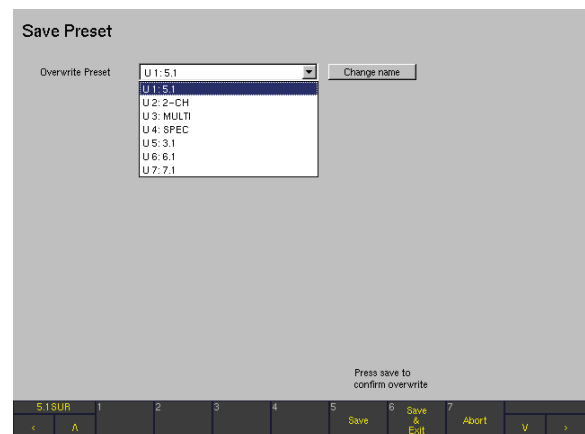 Save Preset
Overwrite Preset U 1: 5.1 Change name
U 1: 5.1
U 2: 2-CH
U 3: MULTI
U 4: SPEC
U 5: 3.1
U 6: 6.1
U 7: 7.1
Press save to
confirm overwrite
5.1SUR 1 2 3 4 5 6 7
Save Save & Exit Abort
< Λ V >